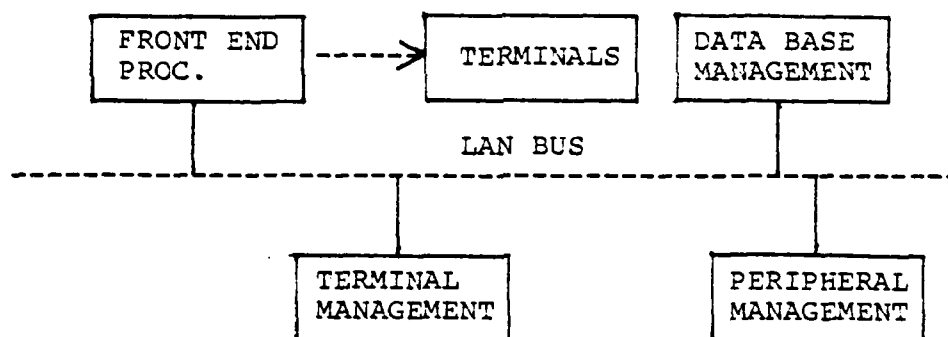 FRONT END
PROC.
TERMINALS
DATA BASE
MANAGEMENT
LAN BUS
TERMINAL
MANAGEMENT
PERIPHERAL
MANAGEMENT